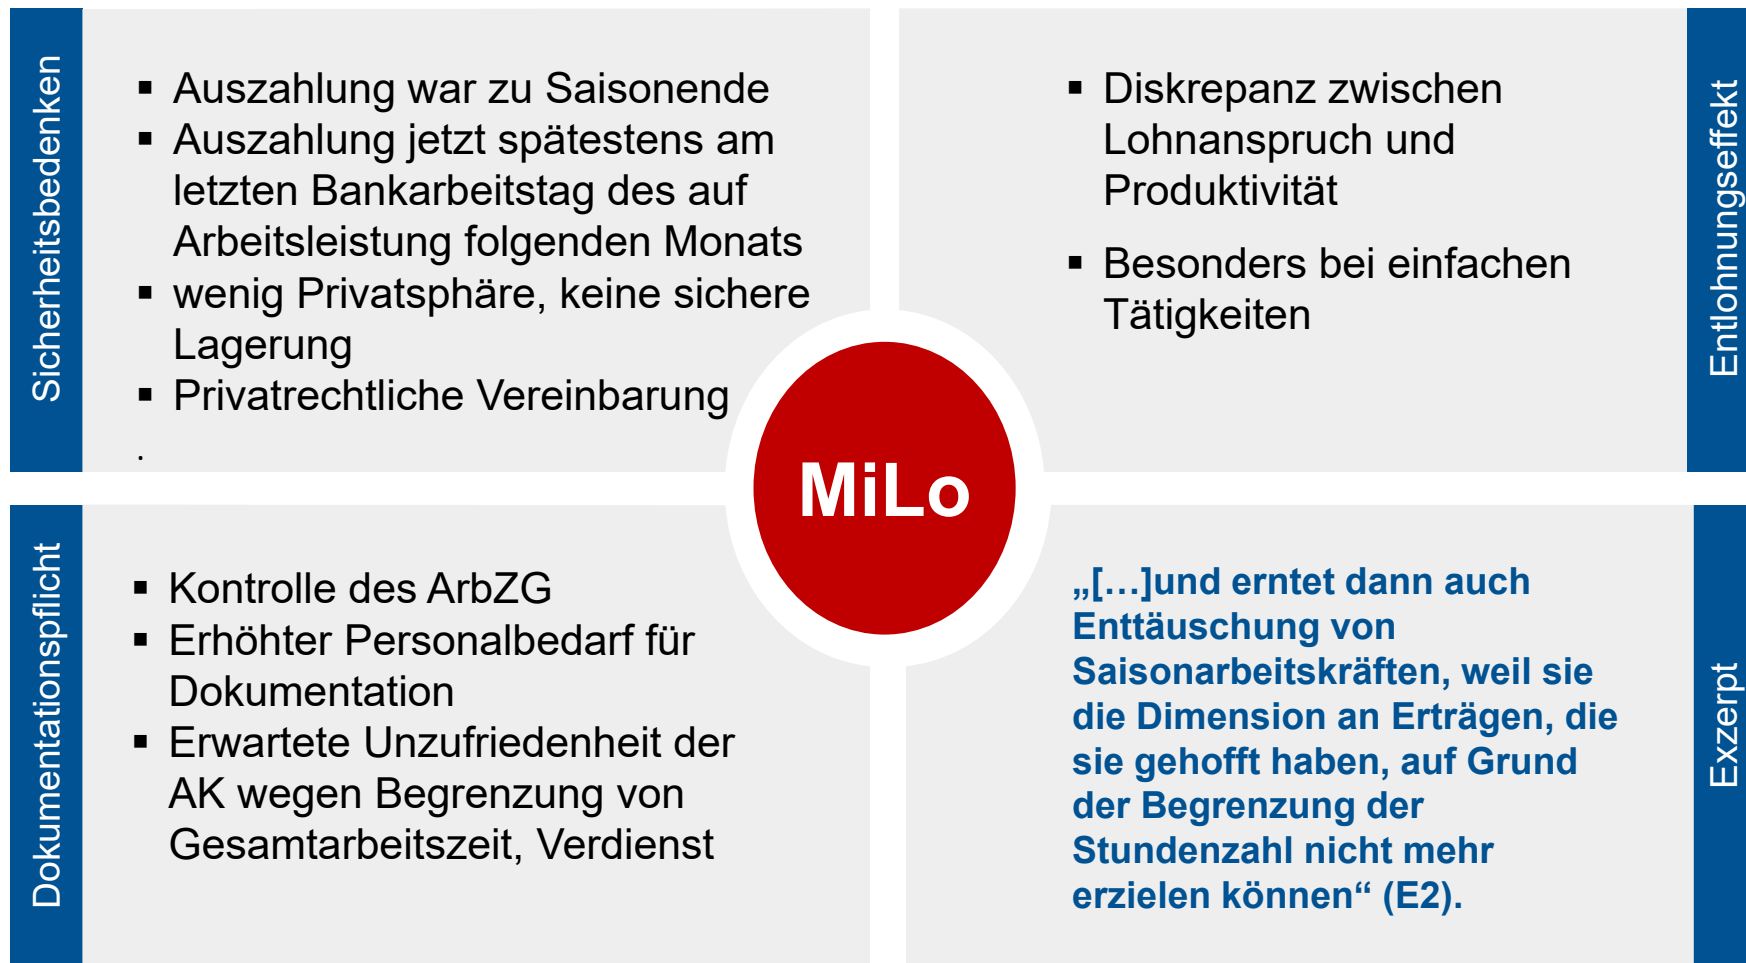 Sicherheitsbedenken
▪ Auszahlung war zu Saisonende
▪ Auszahlung jetzt spätestens am
letzten Bankarbeitstag des auf
Arbeitsleistung folgenden Monats
▪ wenig Privatsphäre, keine sichere
Lagerung
▪ Privatrechtliche Vereinbarung
.
▪ Diskrepanz zwischen
Lohnanspruch und
Produktivität
▪ Besonders bei einfachen
Tätigkeiten
Entlohnungseffekt
MiLo
Dokumentationspflicht
▪ Kontrolle des ArbZG
▪ Erhöhter Personalbedarf für
Dokumentation
▪ Erwartete Unzufriedenheit der
AK wegen Begrenzung von
Gesamtarbeitszeit, Verdienst
„[…]und erntet dann auch
Enttäuschung von
Saisonarbeitskräften, weil sie
die Dimension an Erträgen, die
sie gehofft haben, auf Grund
der Begrenzung der
Stundenzahl nicht mehr
erzielen können“ (E2).
Exzerpt